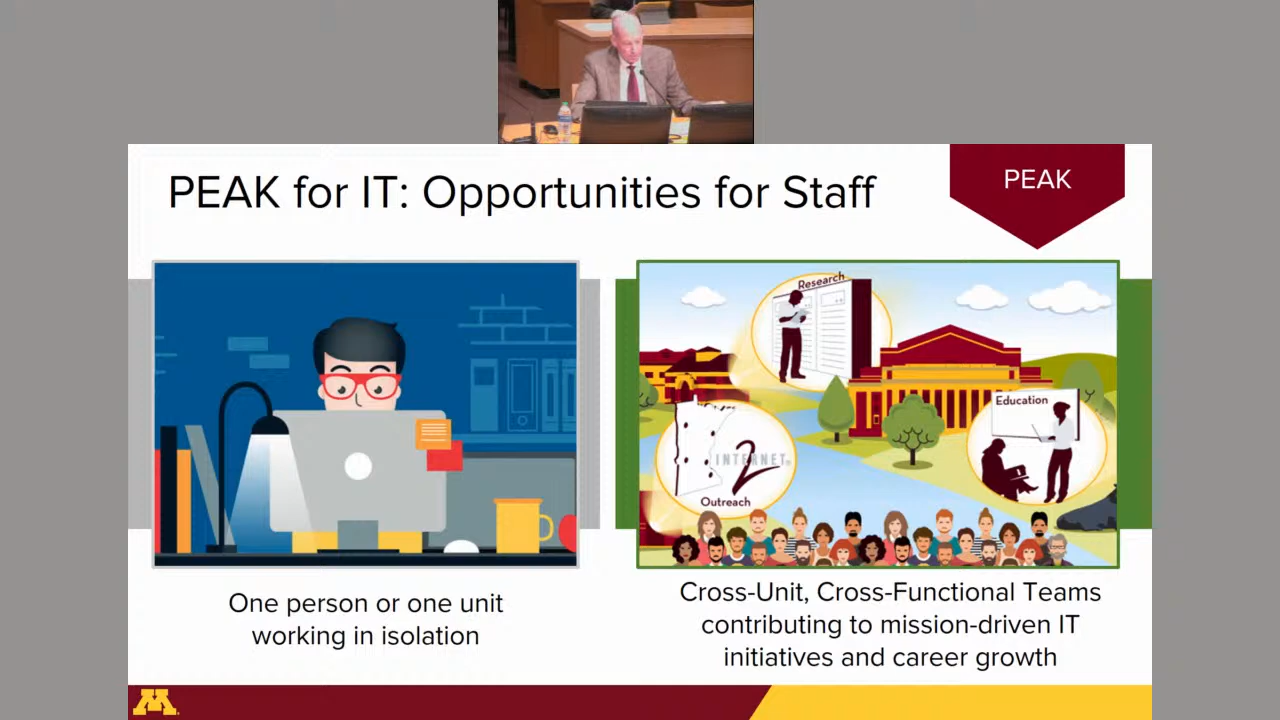 PEAK for IT: Opportunities for Staff
PEAK
Research
Education
INTERNET®
2
Outreach
One person or one unit
working in isolation
Cross-Unit, Cross-Functional Teams
contributing to mission-driven IT
initiatives and career growth
M